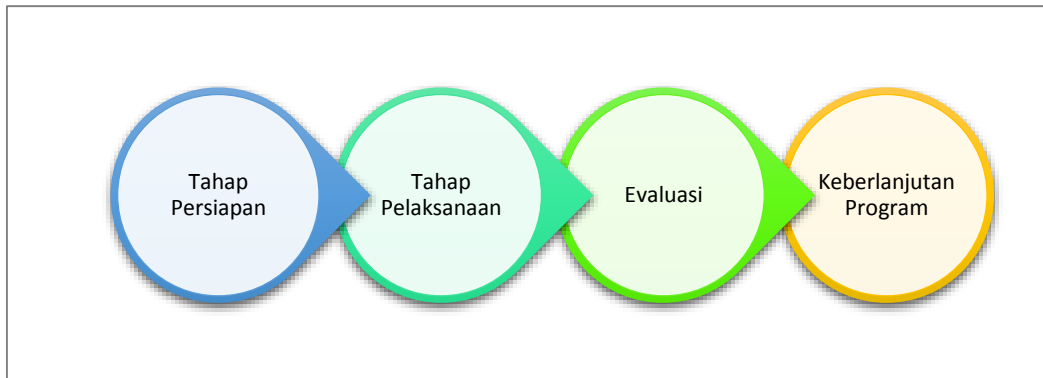 Tahap
Persiapan
Tahap
Pelaksanaan
Evaluasi
Keberlanjutan
Program